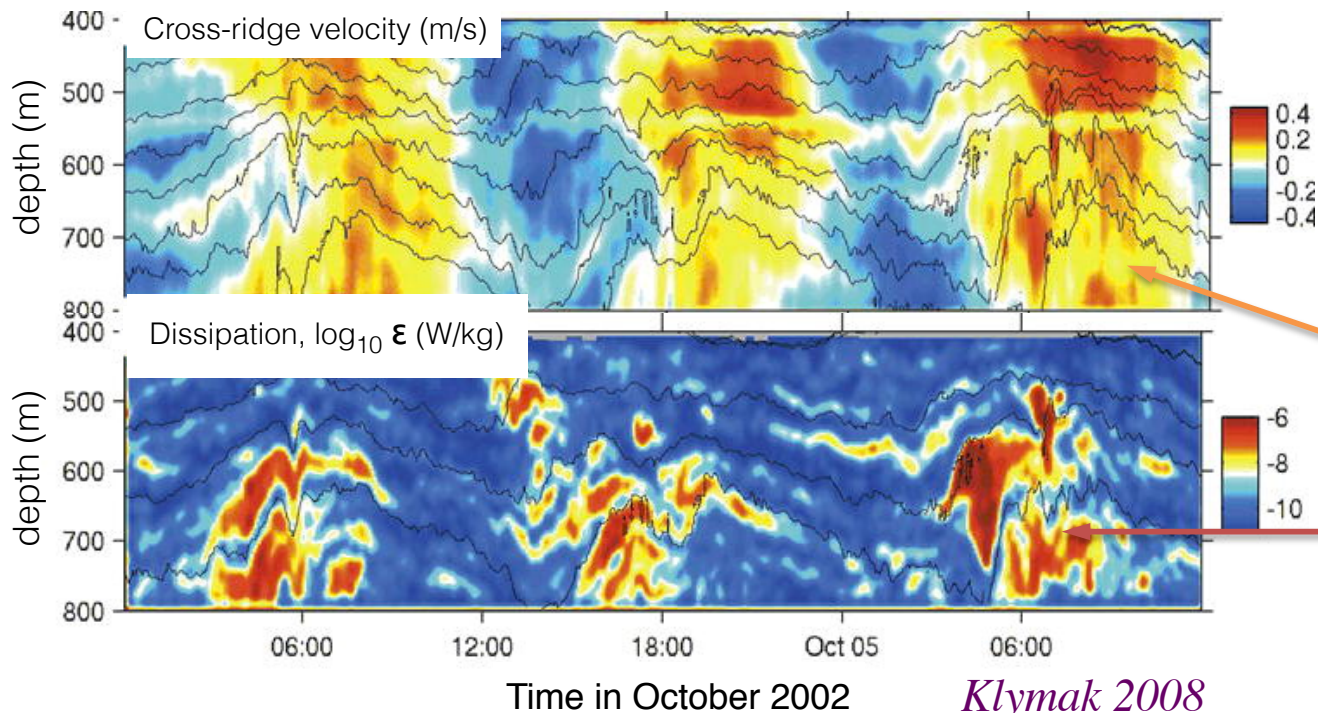 Cross-ridge velocity (m/s)
400
500
600
700
800
depth (m)
0.4
0.2
0
-0.2
-0.4
Dissipation, log10 ε (W/kg)
400
500
600
700
800
depth (m)
-6
-8
-10
06:00 12:00 18:00 Oct 05 06:00
Time in October 2002
Klymak 2008